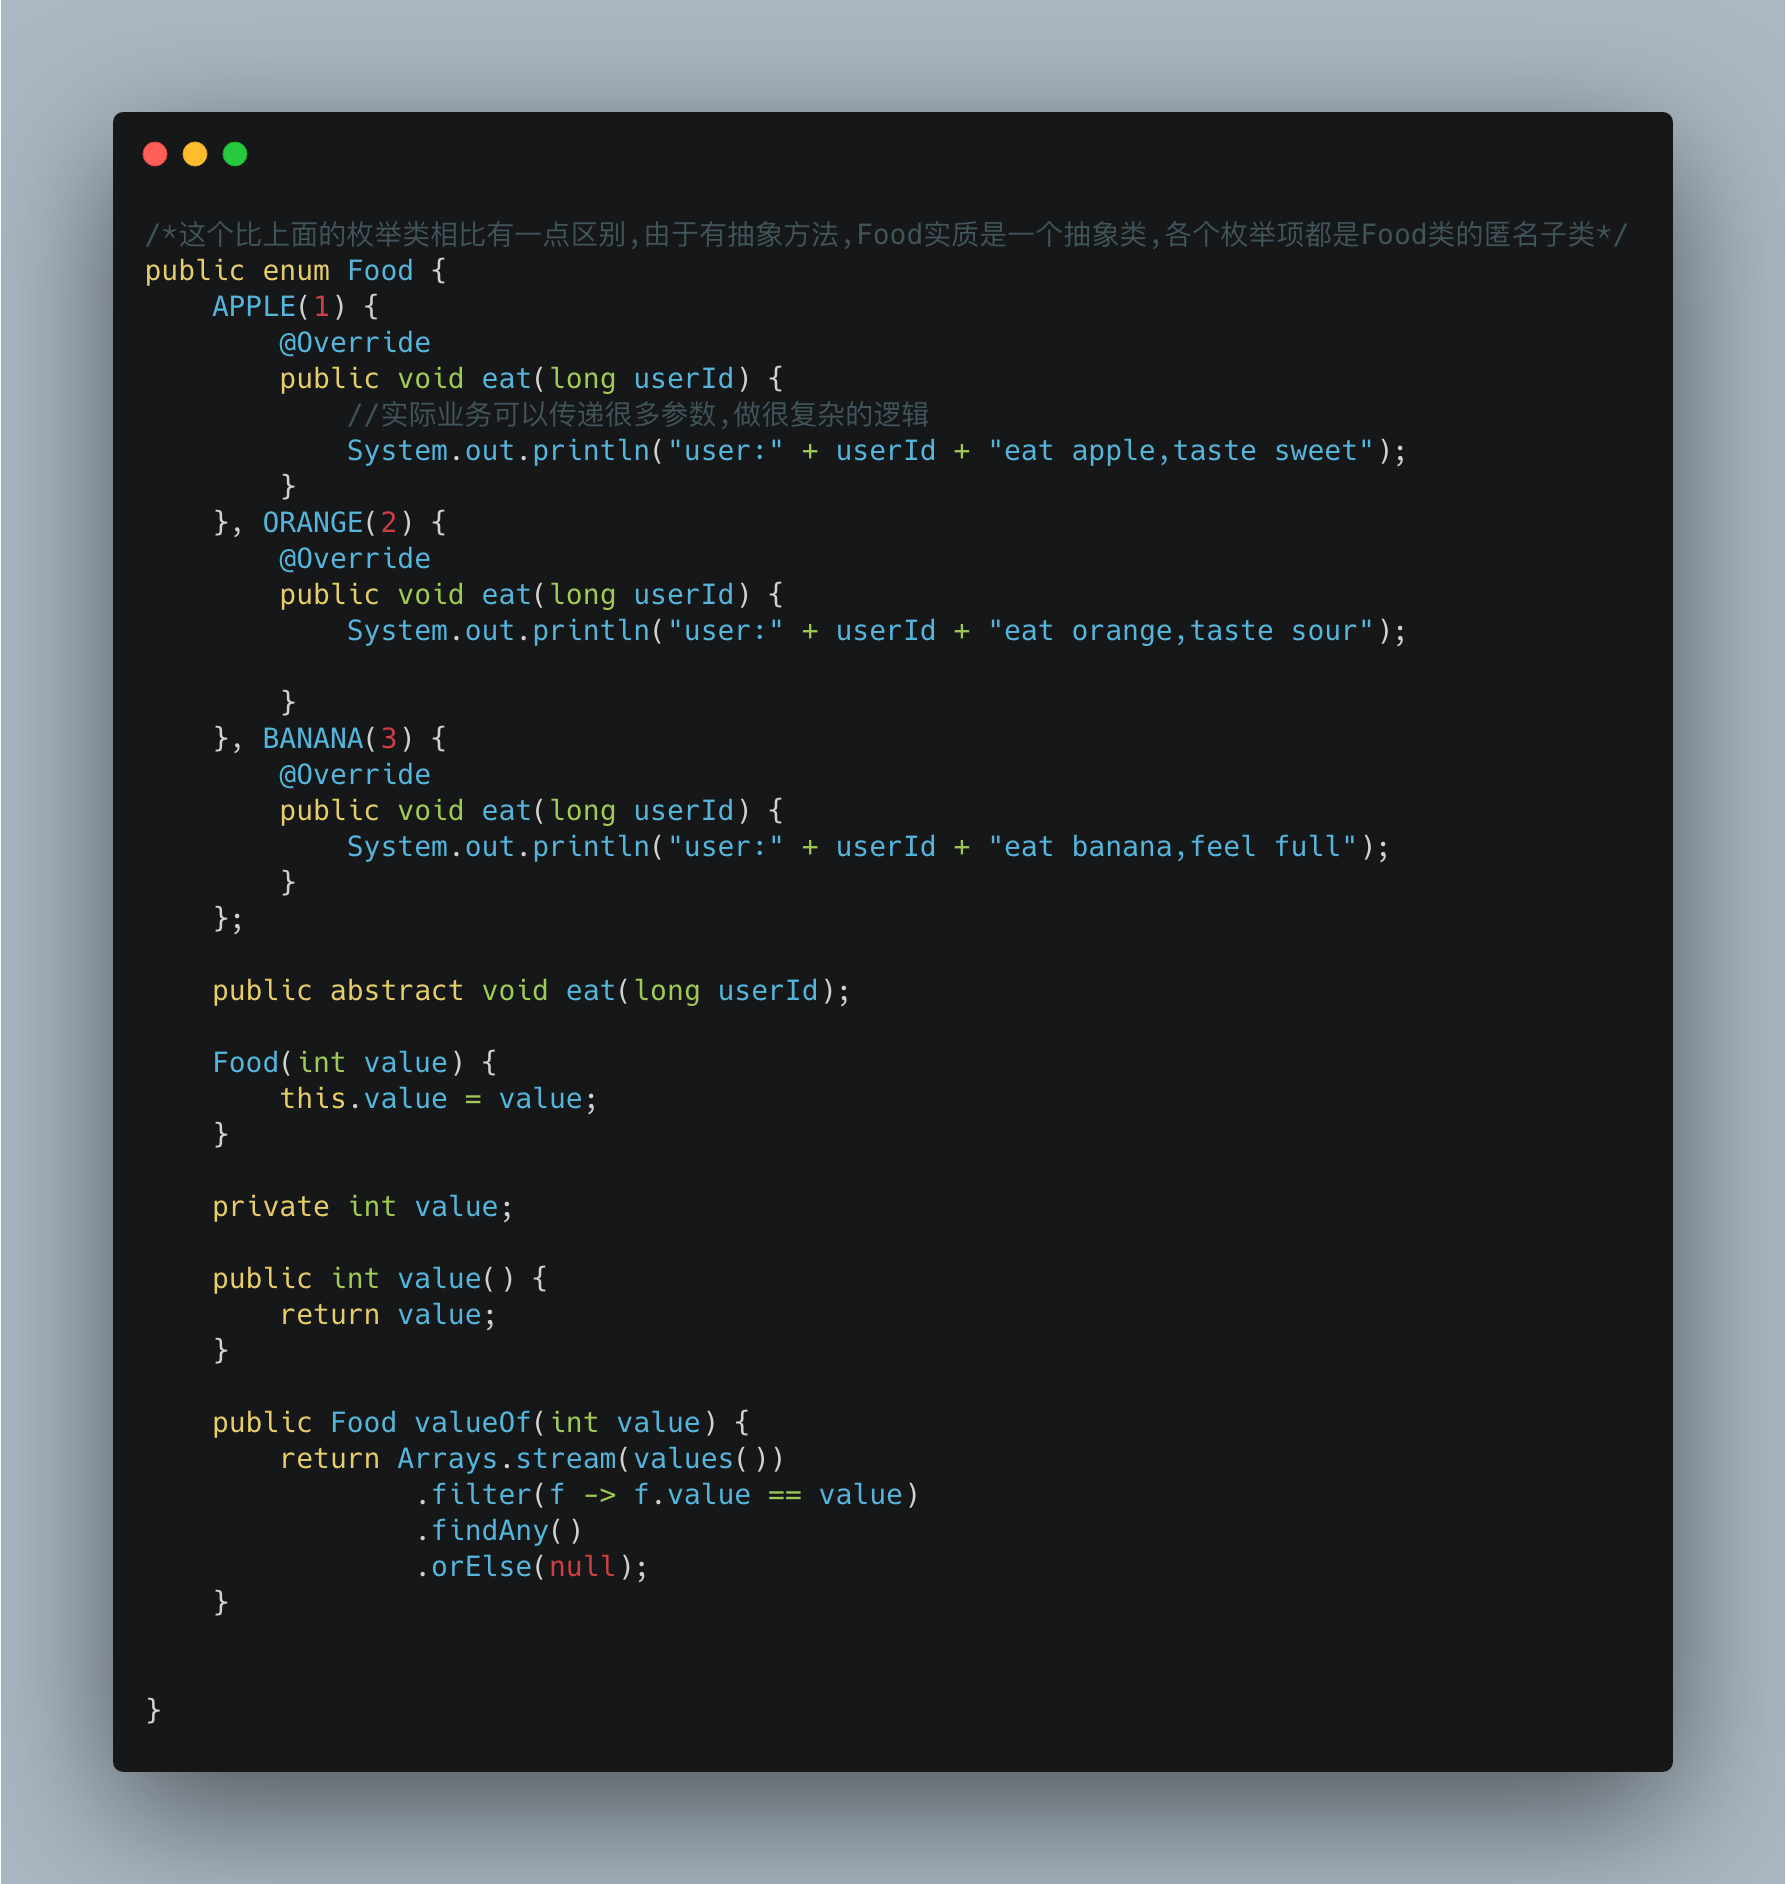 /*这个比上面的枚举类相比有一点区别,由于有抽象方法,Food实质是一个抽象类,各个枚举项都是Food类的匿名子类*/
public enum Food {
    APPLE(1) {
        @Override
        public void eat(long userId) {
            //实际业务可以传递很多参数,做很复杂的逻辑
            System.out.println("user:" + userId + "eat apple,taste sweet");
        }
    }, ORANGE(2) {
        @Override
        public void eat(long userId) {
            System.out.println("user:" + userId + "eat orange,taste sour");

        }
    }, BANANA(3) {
        @Override
        public void eat(long userId) {
            System.out.println("user:" + userId + "eat banana,feel full");
        }
    };

    public abstract void eat(long userId);

    Food(int value) {
        this.value = value;
    }

    private int value;

    public int value() {
        return value;
    }

    public Food valueOf(int value) {
        return Arrays.stream(values())
                .filter(f -> f.value == value)
                .findAny()
                .orElse(null);
    }


}